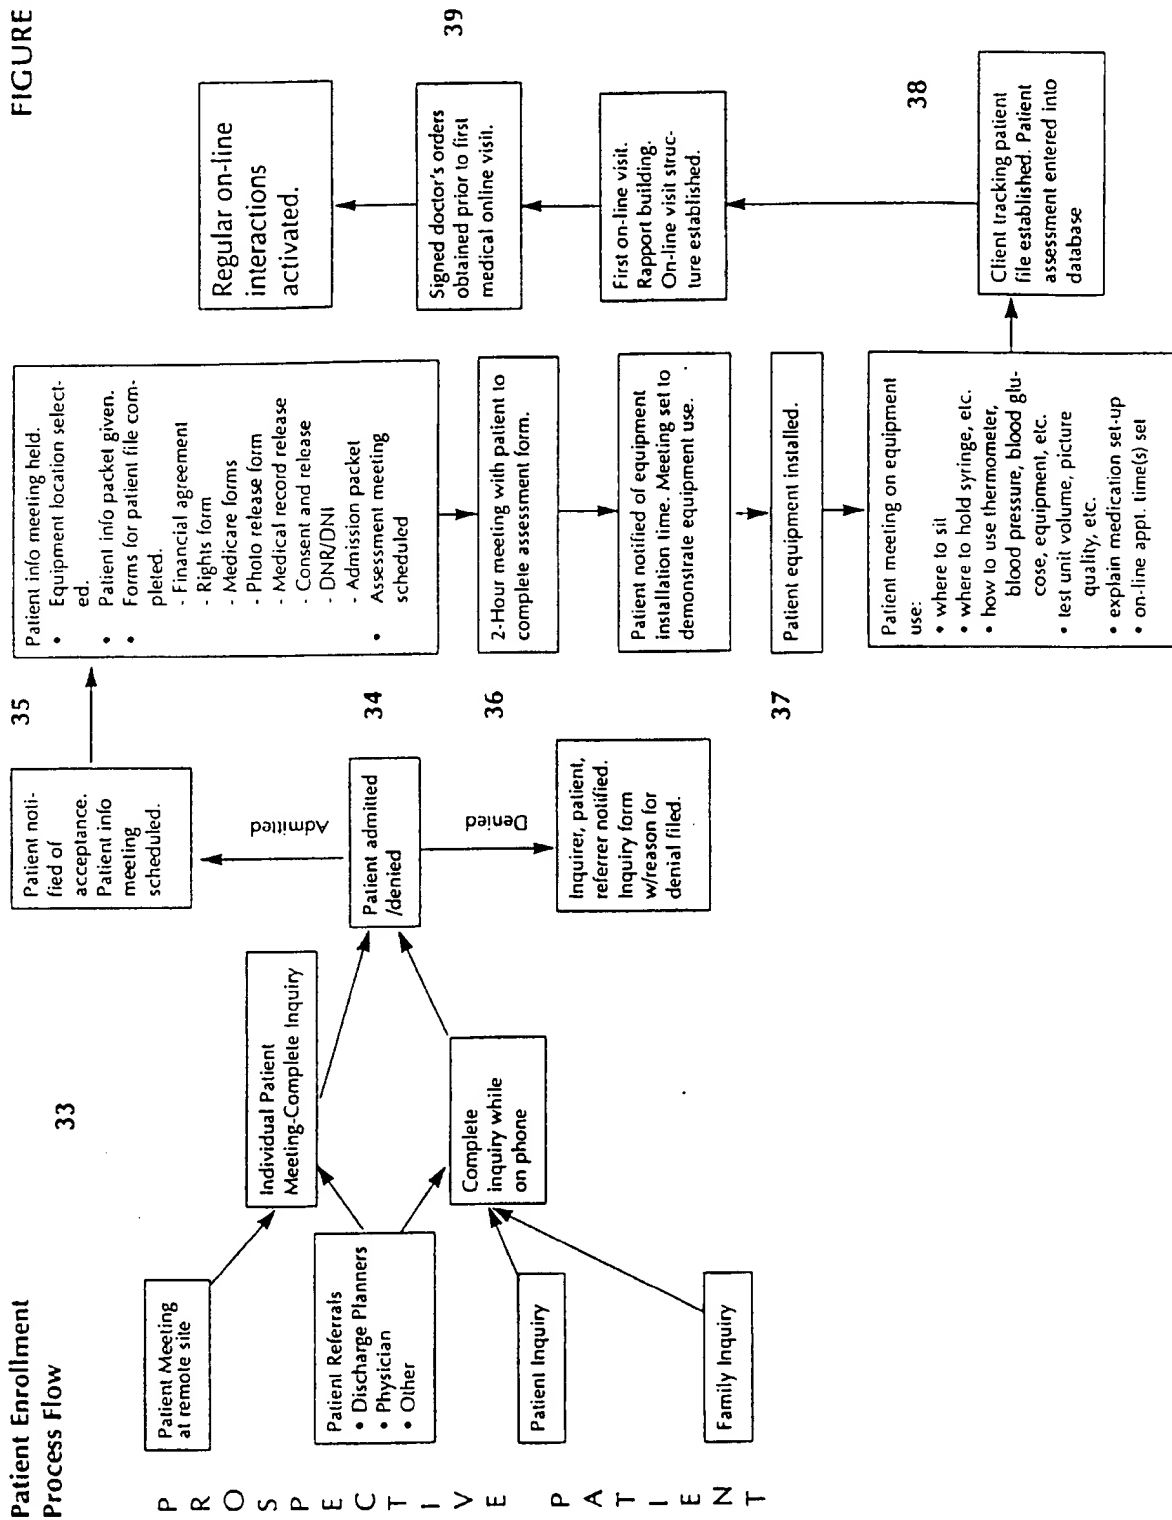 Patient Enrollment
Process Flow
FIGURE
PROSPECTIVE PATIENT
33
Patient Meeting
at remote site
Patient Referrals
• Discharge Planners
• Physician
• Other
Patient Inquiry
Family Inquiry
Individual Patient
Meeting-Complete Inquiry
Complete
inquiry while
on phone
34
Patient admitted
/denied
Admitted
Denied
Patient noti-
fied of
acceptance.
Patient info
meeting
scheduled.
Inquirer, patient,
referrer notified.
Inquiry form
w/reason for
denial filed.
35
Patient info meeting held.
• Equipment location select-
ed.
• Patient info packet given.
• Forms for patient file com-
pleted.
- Financial agreement
- Rights form
- Medicare forms
- Photo release form
- Medical record release
- Consent and release
- DNR/DNI
- Admission packet
• Assessment meeting
scheduled
36
2-Hour meeting with patient to
complete assessment form.
Patient notified of equipment
installation time. Meeting set to
demonstrate equipment use.
37
Patient equipment installed.
Patient meeting on equipment
use:
• where to sit
• where to hold syringe, etc.
• how to use thermometer,
blood pressure, blood glu-
cose, equipment, etc.
• test unit volume, picture
quality, etc.
• explain medication set-up
• on-line appt. time(s) set
38
Client tracking patient
file established. Patient
assessment entered into
database
First on-line visit.
Rapport building.
On-line visit struc-
ture established.
39
Signed doctor's orders
obtained prior to first
medical online visit.
Regular on-line
interactions
activated.